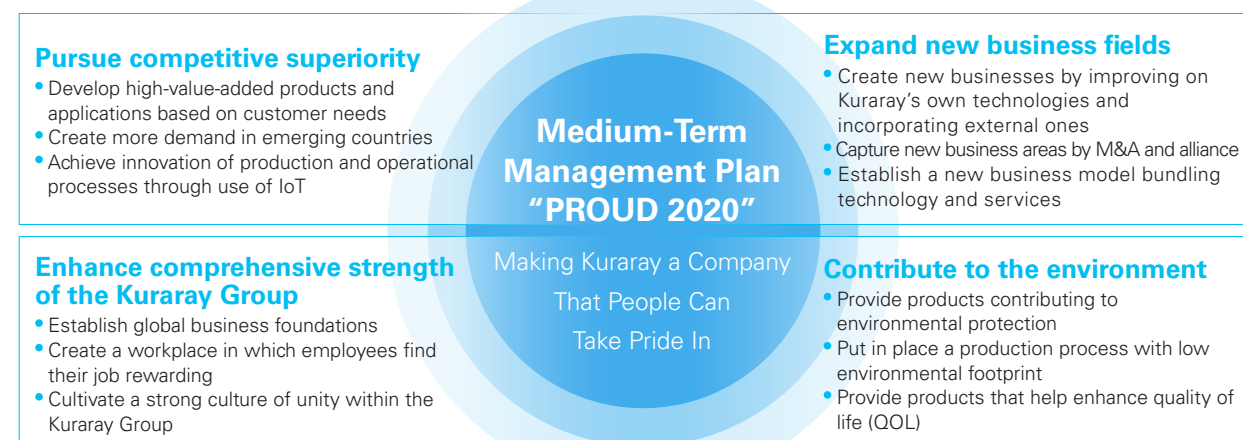 Pursue competitive superiority
• Develop high-value-added products and
applications based on customer needs
• Create more demand in emerging countries
• Achieve innovation of production and operational
processes through use of IoT
Medium-Term
Management Plan
“PROUD 2020”
Making Kuraray a Company
That People Can
Take Pride In
Expand new business fields
• Create new businesses by improving on
Kuraray’s own technologies and
incorporating external ones
• Capture new business areas by M&A and alliance
• Establish a new business model bundling
technology and services
Enhance comprehensive strength
of the Kuraray Group
• Establish global business foundations
• Create a workplace in which employees find
their job rewarding
• Cultivate a strong culture of unity within the
Kuraray Group
Contribute to the environment
• Provide products contributing to
environmental protection
• Put in place a production process with low
environmental footprint
• Provide products that help enhance quality of
life (QOL)